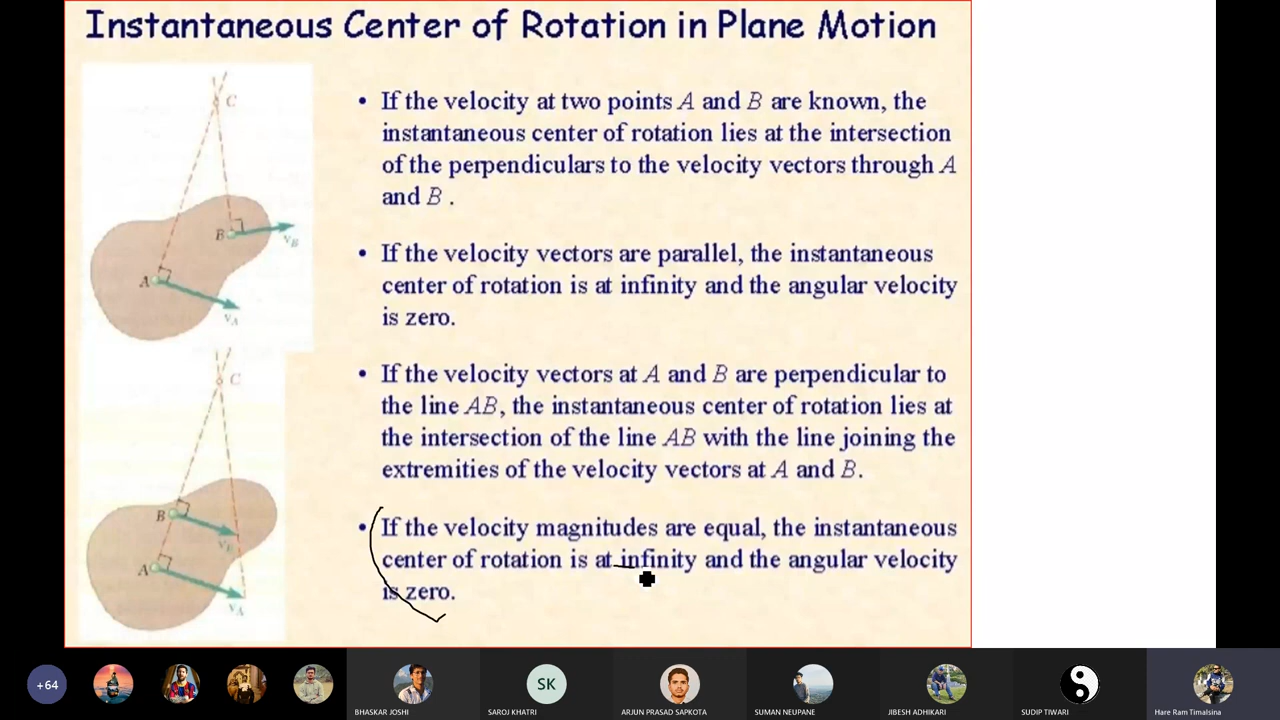 Instantaneous Center of Rotation in Plane Motion
C
B
v_B
A
v_A
C
B
v_B
A
v_A
• If the velocity at two points A and B are known, the
instantaneous center of rotation lies at the intersection
of the perpendiculars to the velocity vectors through A
and B .
• If the velocity vectors are parallel, the instantaneous
center of rotation is at infinity and the angular velocity
is zero.
• If the velocity vectors at A and B are perpendicular to
the line AB, the instantaneous center of rotation lies at
the intersection of the line AB with the line joining the
extremities of the velocity vectors at A and B.
• If the velocity magnitudes are equal, the instantaneous
center of rotation is at infinity and the angular velocity
is zero.
+64
SK
BHASKAR JOSHI
SAROJ KHATRI
ARJUN PRASAD SAPKOTA
SUMAN NEUPANE
JIBESH ADHIKARI
SUDIP TIWARI
Hare Ram Timalsina